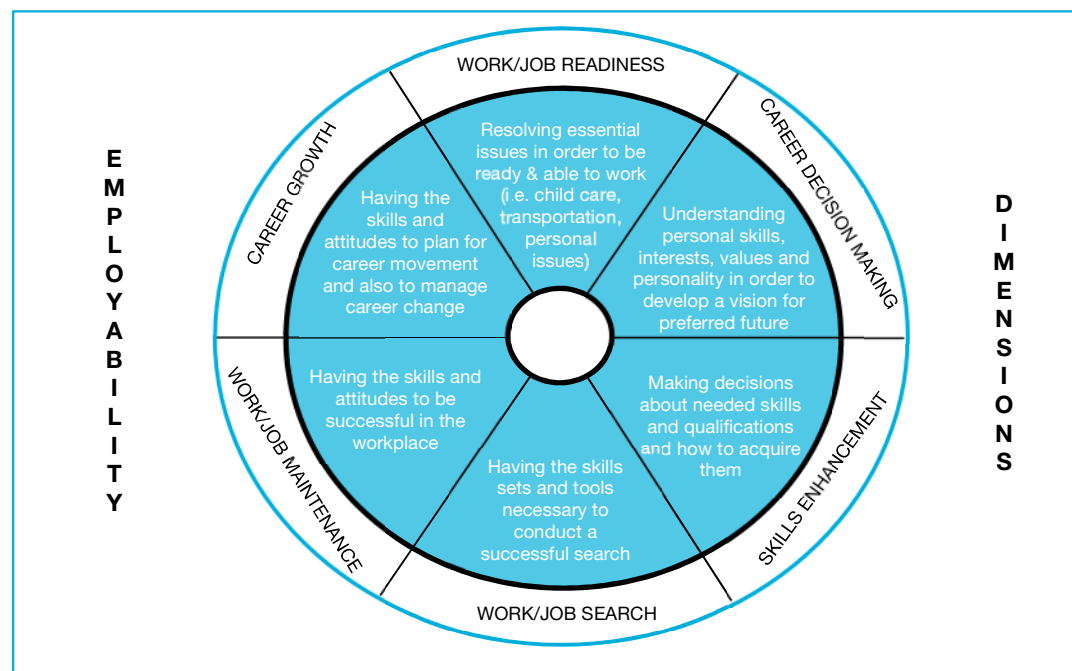 EMPLOYABILITY
DIMENSIONS
WORK/JOB READINESS
Resolving essential
issues in order to be
ready & able to work
(i.e. child care,
transportation,
personal
issues)
CAREER DECISION MAKING
Understanding
personal skills,
interests, values and
personality in order to
develop a vision for
preferred future
SKILLS ENHANCEMENT
Making decisions
about needed skills
and qualifications
and how to acquire
them
WORK/JOB SEARCH
Having the skills
sets and tools
necessary to
conduct a
successful search
WORK/JOB MAINTENANCE
Having the skills and
attitudes to be
successful in the
workplace
CAREER GROWTH
Having the
skills and
attitudes to plan for
career movement
and also to manage
career change